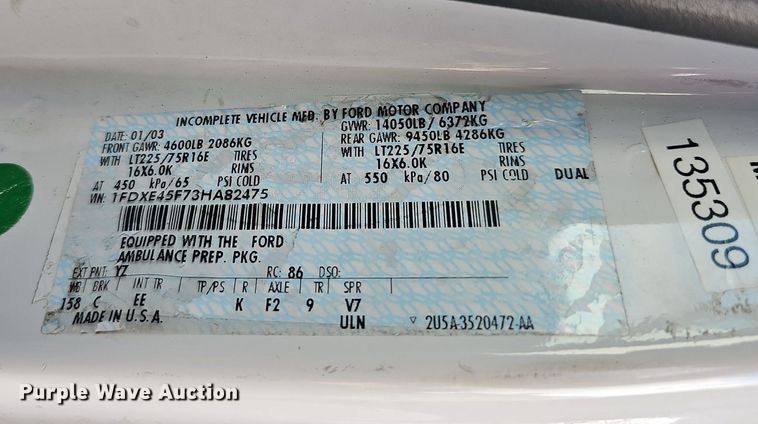 INCOMPLETE VEHICLE MFD. BY FORD MOTOR COMPANY
DATE: 01/03 GVWR: 14050LB / 6372KG
FRONT GAWR: 4600LB 2086KG REAR GAWR: 9450LB 4286KG
WITH LT225/75R16E TIRES WITH LT225/75R16E TIRES
16X6.0K RIMS 16X6.0K RIMS
AT 450 kPa/65 PSI COLD AT 550 kPa/80 PSI COLD DUAL
VIN: 1FDXE45F73HA82475
EQUIPPED WITH THE FORD
AMBULANCE PREP. PKG.
EXT PNT: YZ RC: 86 DSO:
WB BRK INT TR TP/PS R AXLE TR SPR
158 C EE K F2 9 V7
MADE IN U.S.A. ULN ▽ 2U5A-3520472-AA
135309
Purple Wave Auction